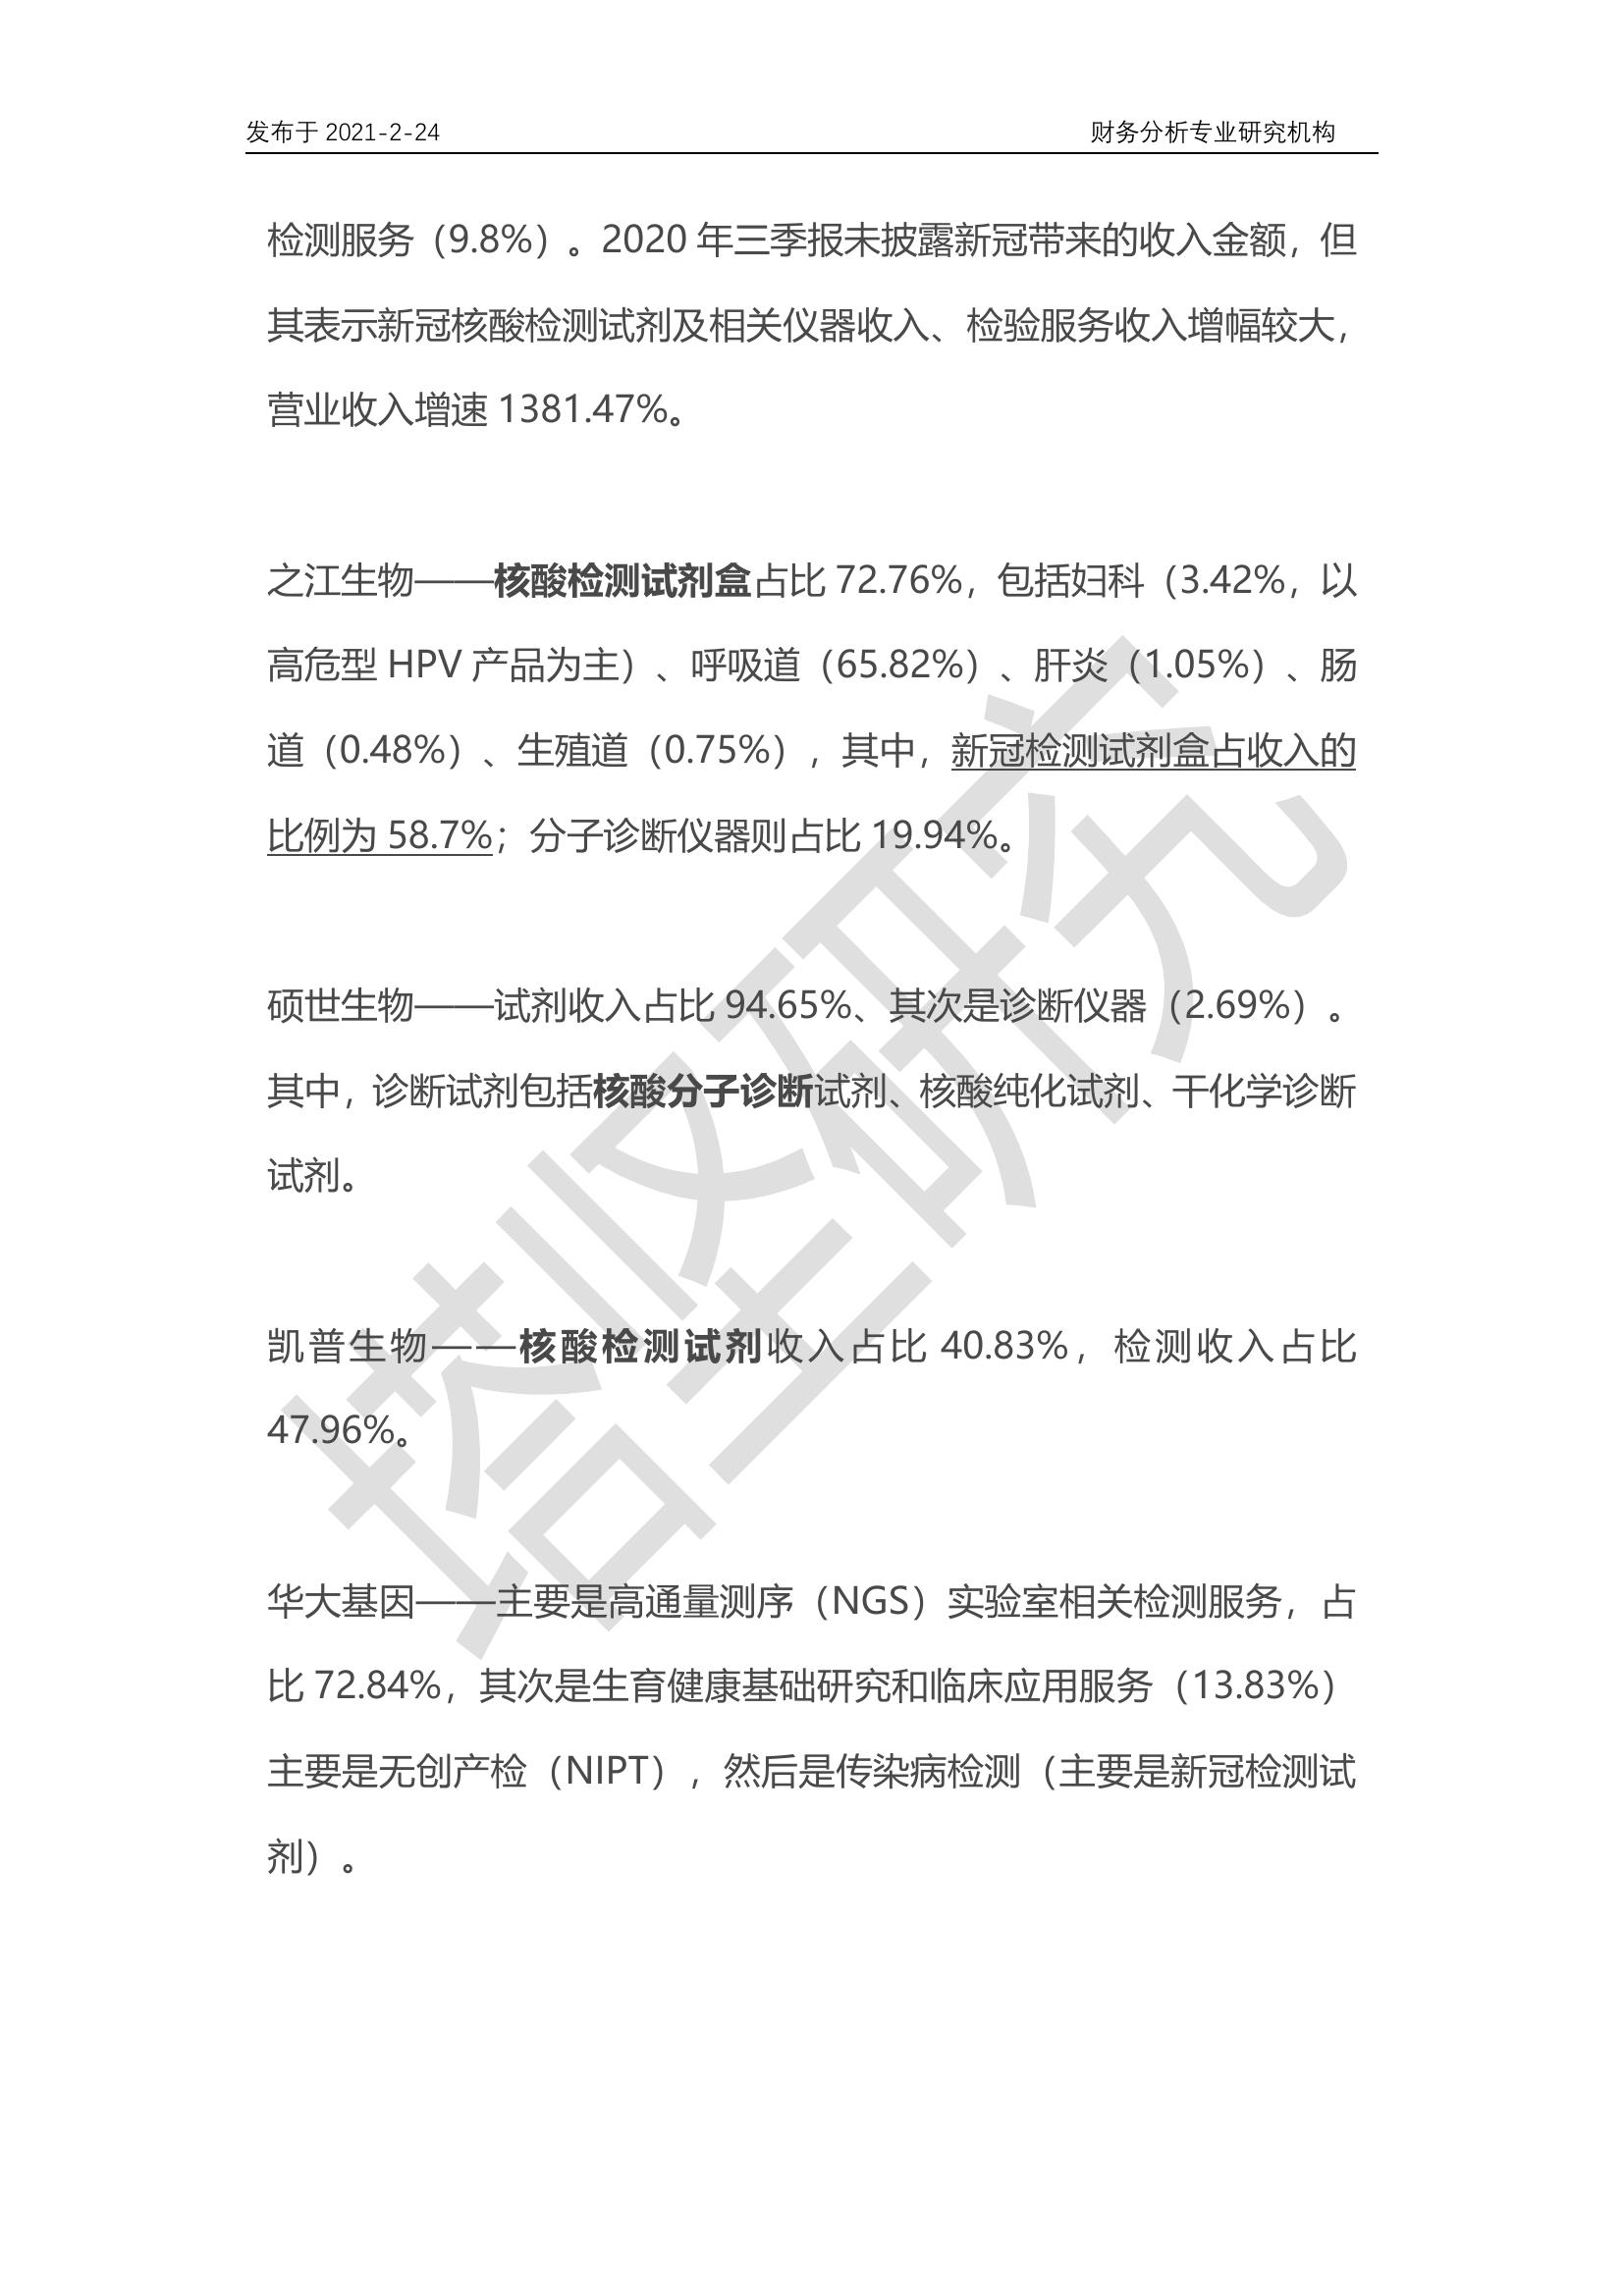 发布于 2021-2-24 财务分析专业研究机构
检测服务（9.8%）。2020 年三季报未披露新冠带来的收入金额，但
其表示新冠核酸检测试剂及相关仪器收入、检验服务收入增幅较大，
营业收入增速 1381.47%。
之江生物——核酸检测试剂盒占比 72.76%，包括妇科（3.42%，以
高危型 HPV 产品为主）、呼吸道（65.82%）、肝炎（1.05%）、肠
道（0.48%）、生殖道（0.75%），其中，新冠检测试剂盒占收入的
比例为 58.7%；分子诊断仪器则占比 19.94%。
硕世生物——试剂收入占比 94.65%、其次是诊断仪器（2.69%）。
其中，诊断试剂包括核酸分子诊断试剂、核酸纯化试剂、干化学诊断
试剂。
凯普生物——核酸检测试剂收入占比 40.83%，检测收入占比
47.96%。
华大基因——主要是高通量测序（NGS）实验室相关检测服务，占
比 72.84%，其次是生育健康基础研究和临床应用服务（13.83%）
主要是无创产检（NIPT），然后是传染病检测（主要是新冠检测试
剂）。
塔坚研究